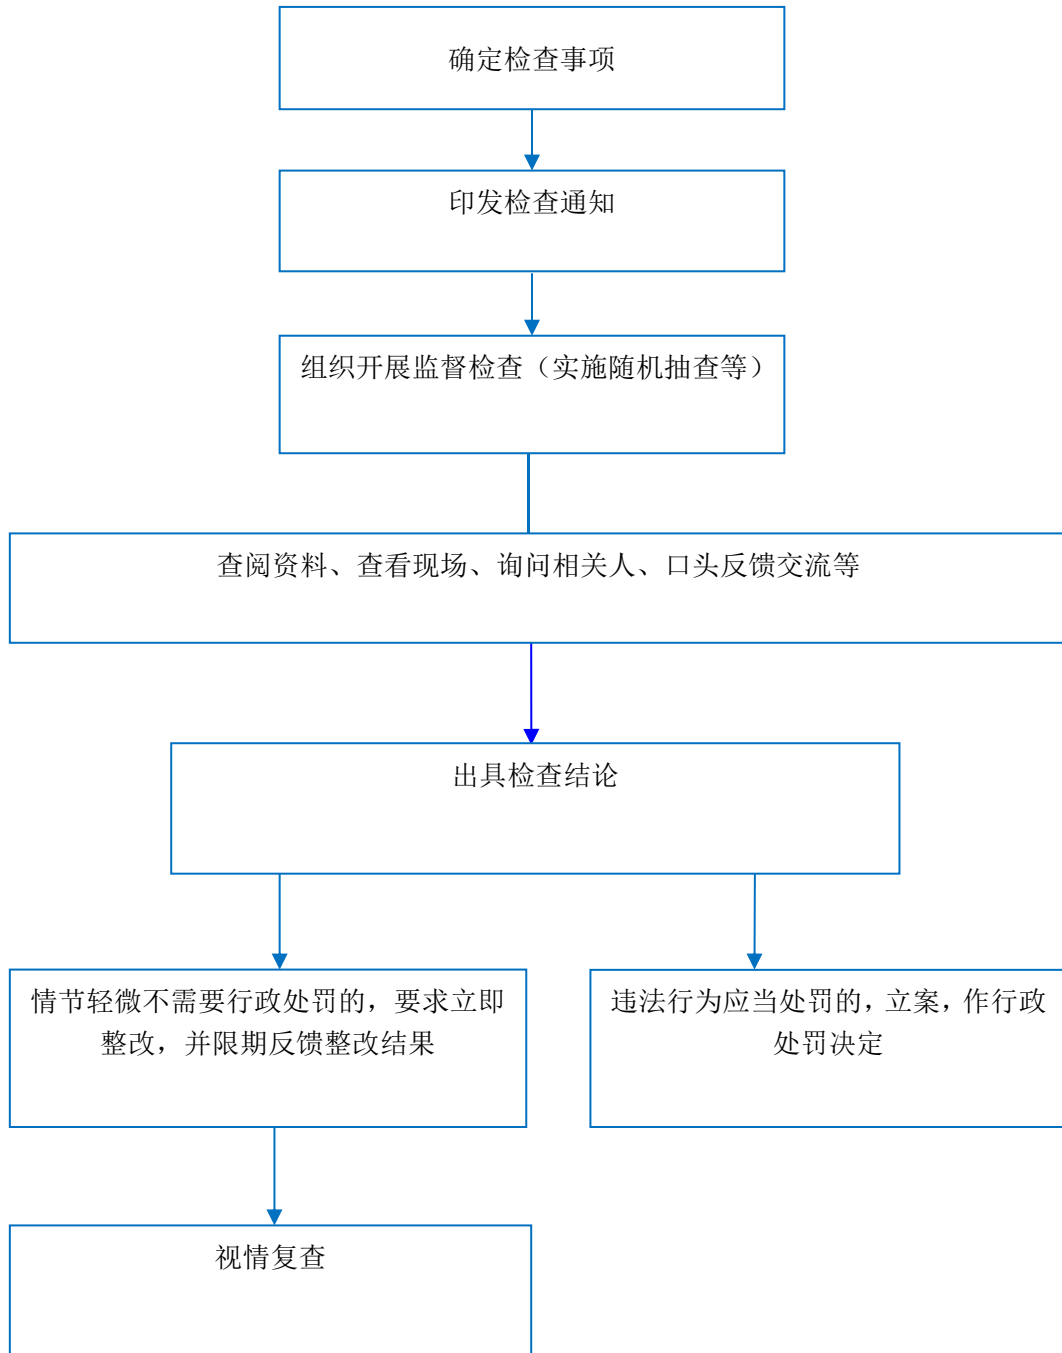 确定检查事项
印发检查通知
组织开展监督检查（实施随机抽查等）
查阅资料、查看现场、询问相关人、口头反馈交流等
出具检查结论
情节轻微不需要行政处罚的，要求立即
整改，并限期反馈整改结果
违法行为应当处罚的，立案，作行政
处罚决定
视情复查